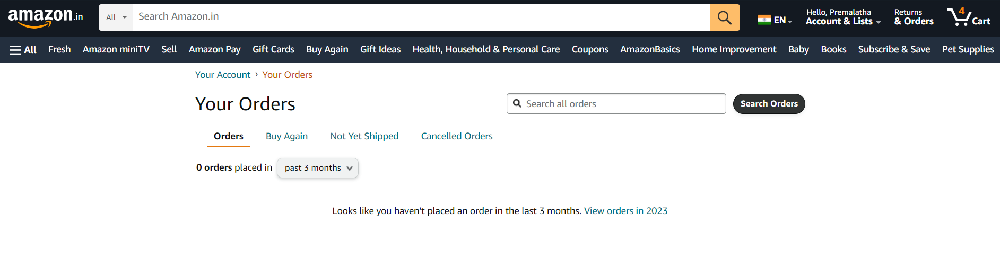 amazon.in All Search Amazon.in EN Hello, Premalatha Account & Lists Returns & Orders 4 Cart
All Fresh Amazon miniTV Sell Amazon Pay Gift Cards Buy Again Gift Ideas Health, Household & Personal Care Coupons AmazonBasics Home Improvement Baby Books Subscribe & Save Pet Supplies
Your Account › Your Orders
Your Orders Search all orders Search Orders
Orders Buy Again Not Yet Shipped Cancelled Orders
0 orders placed in past 3 months
Looks like you haven't placed an order in the last 3 months. View orders in 2023